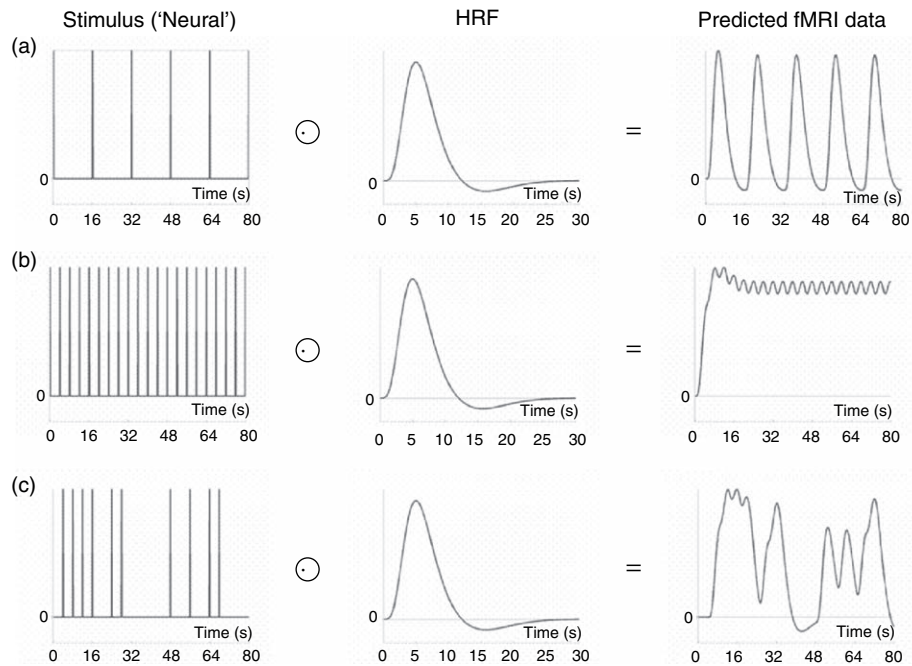 Stimulus (‘Neural’) HRF Predicted fMRI data
(a)
0 0 0
Time (s) Time (s) Time (s)
0 16 32 48 64 80 0 5 10 15 20 25 30 0 16 32 48 64 80
=
(b)
0 0 0
Time (s) Time (s) Time (s)
0 16 32 48 64 80 0 5 10 15 20 25 30 0 16 32 48 64 80
=
(c)
0 0 0
Time (s) Time (s) Time (s)
0 16 32 48 64 80 0 5 10 15 20 25 30 0 16 32 48 64 80
=